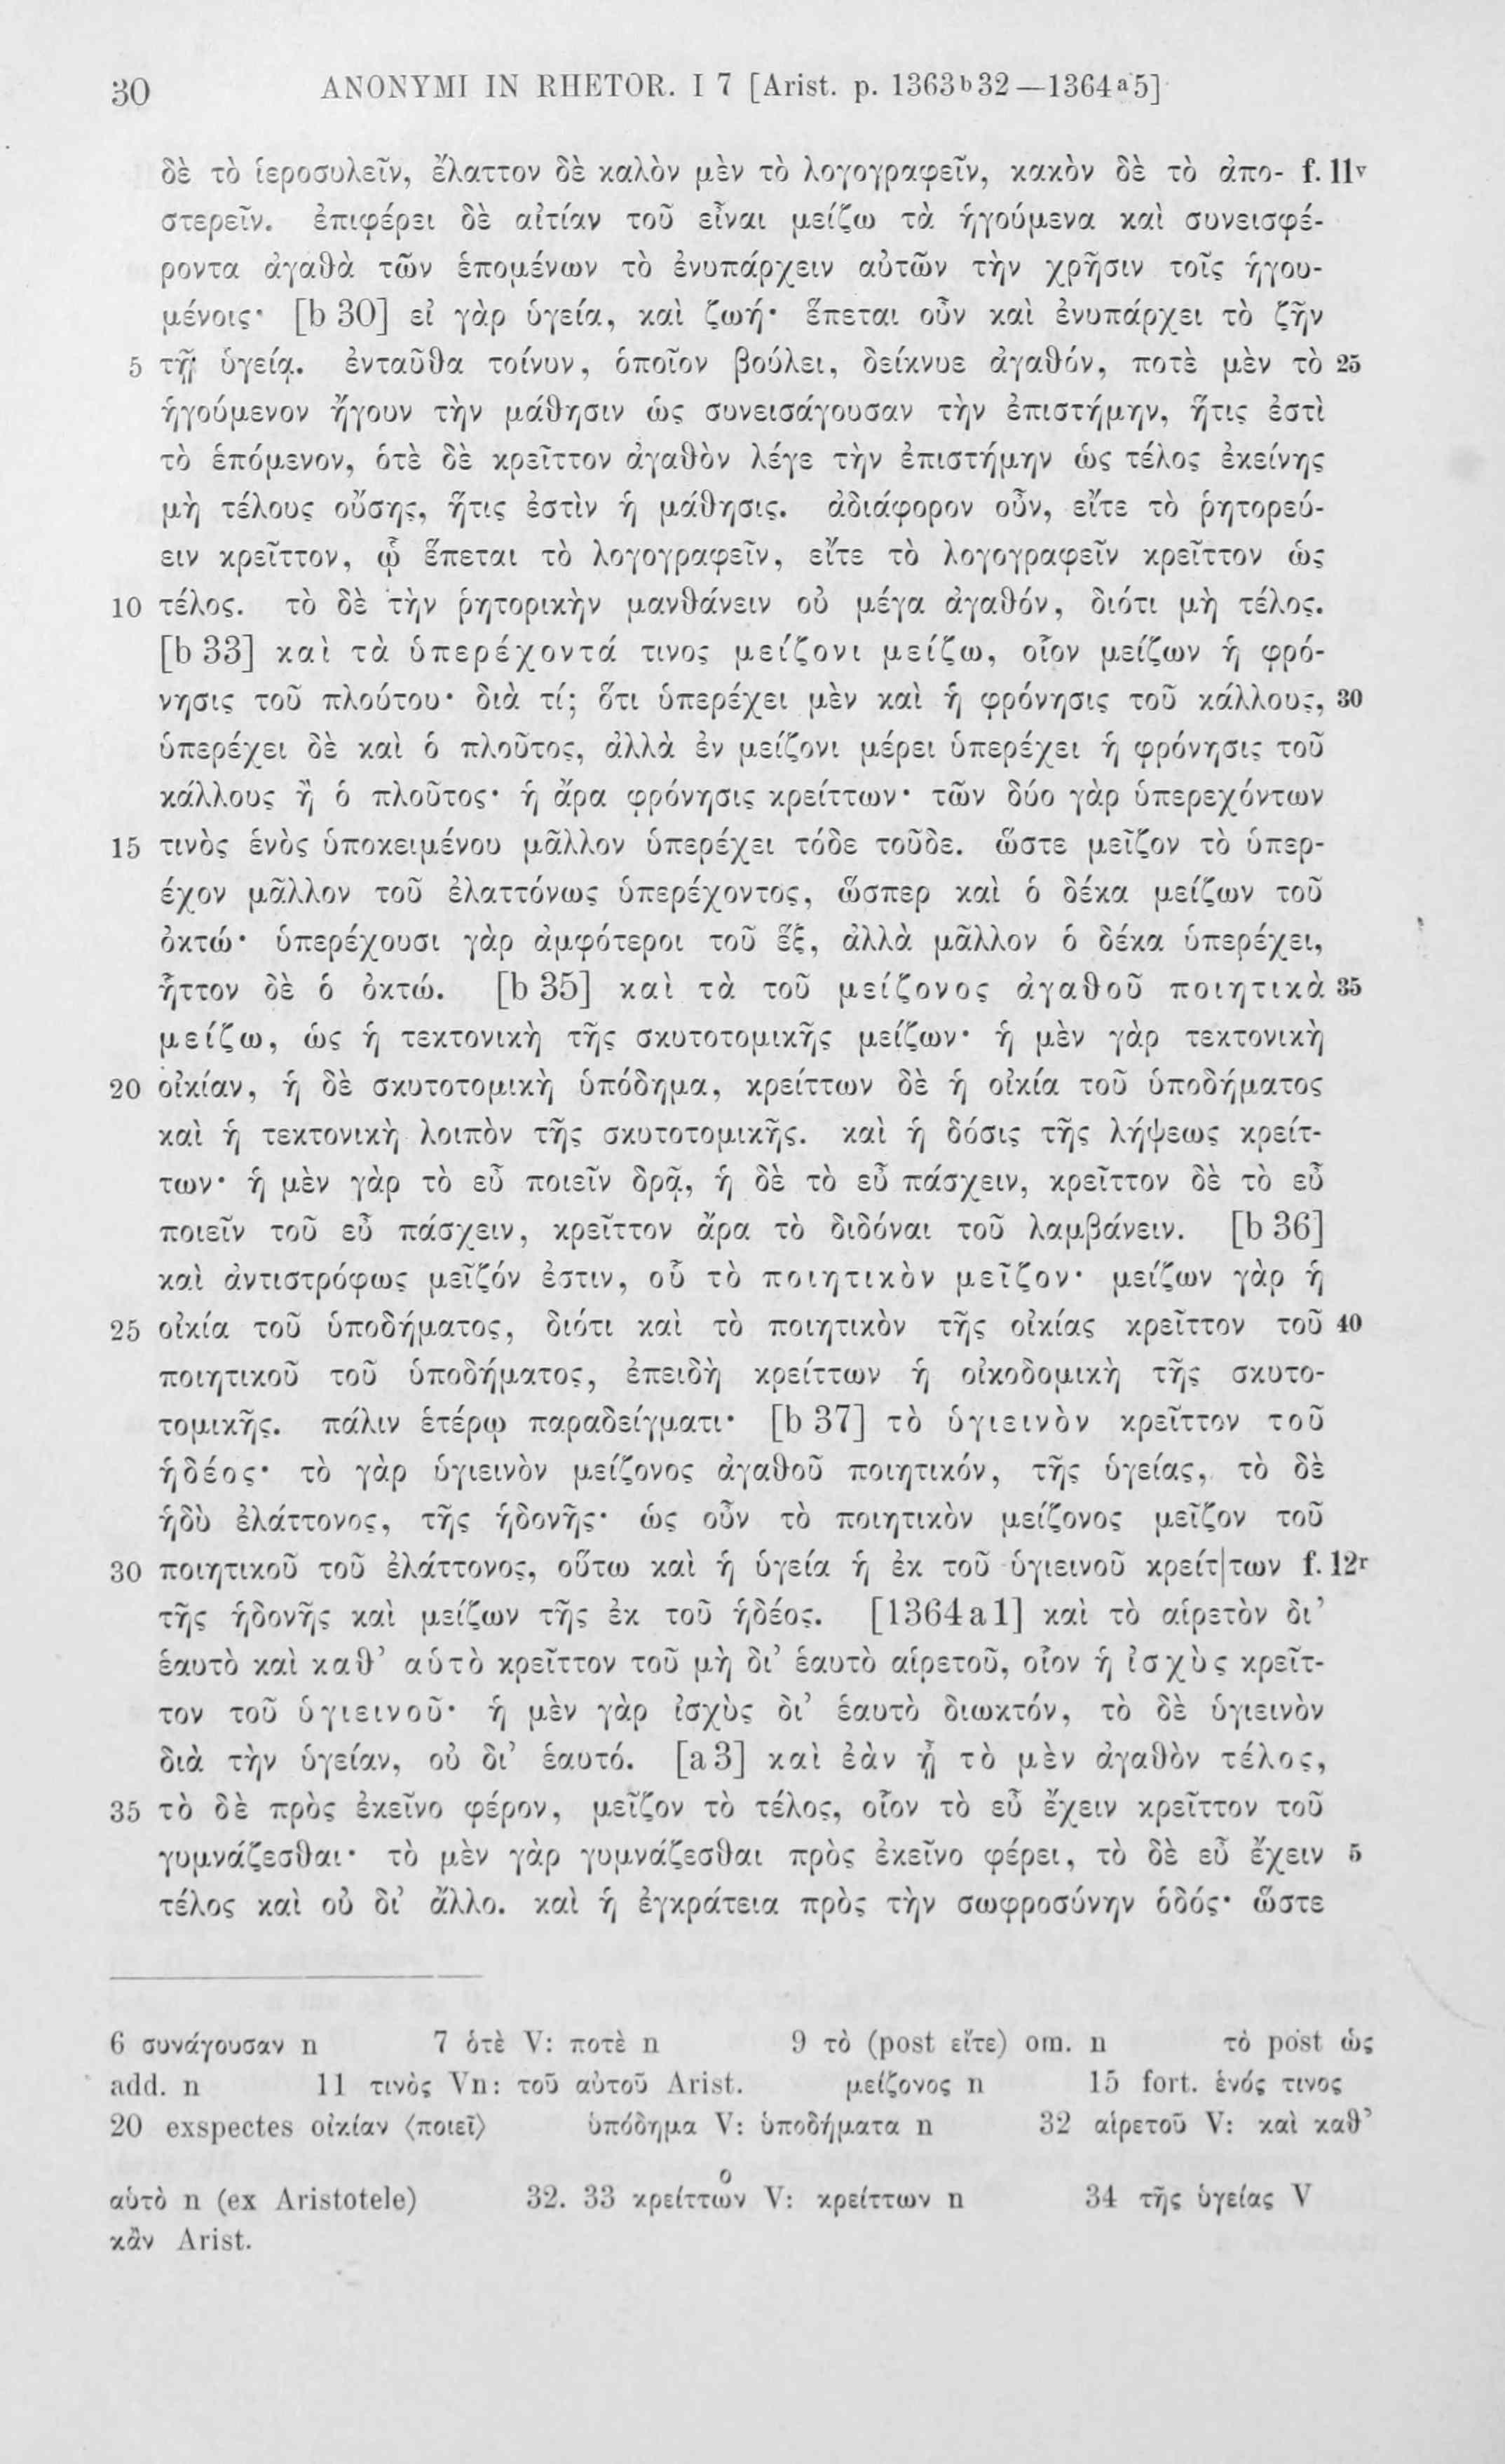 30 ANONYMI IN RHETOR. I 7 [Arist. p. 1363b32—1364a5]
δὲ τὸ ἱεροσυλεῖν, ἔλαττον δὲ καλὸν μὲν τὸ λογογραφεῖν, κακὸν δὲ τὸ ἀπο- f. 11v
στερεῖν. ἐπιφέρει δὲ αἰτίαν τοῦ εἶναι μείζω τὰ ἡγούμενα καὶ συνεισφέ-
ροντα ἀγαθὰ τῶν ἑπομένων τὸ ἐνυπάρχειν αὐτῶν τὴν χρῆσιν τοῖς ἡγου-
μένοις· [b 30] εἰ γὰρ ὑγεία, καὶ ζωή· ἕπεται οὖν καὶ ἐνυπάρχει τὸ ζῆν
5 τῇ ὑγείᾳ. ἐνταῦθα τοίνυν, ὁποῖον βούλει, δείκνυε ἀγαθόν, ποτὲ μὲν τὸ 25
ἡγούμενον ἤγουν τὴν μάθησιν ὡς συνεισάγουσαν τὴν ἐπιστήμην, ἥτις ἐστὶ
τὸ ἑπόμενον, ὁτὲ δὲ κρεῖττον ἀγαθὸν λέγε τὴν ἐπιστήμην ὡς τέλος ἐκείνης
μὴ τέλους οὔσης, ἥτις ἐστὶν ἡ μάθησις. ἀδιάφορον οὖν, εἴτε τὸ ῥητορεύ-
ειν κρεῖττον, ᾧ ἕπεται τὸ λογογραφεῖν, εἴτε τὸ λογογραφεῖν κρεῖττον ὡς
10 τέλος. τὸ δὲ τὴν ῥητορικὴν μανθάνειν οὐ μέγα ἀγαθόν, διότι μὴ τέλος.
[b 33] καὶ τὰ ὑπερέχοντά τινος μείζονι μείζω, οἷον μείζων ἡ φρό-
νησις τοῦ πλούτου· διὰ τί; ὅτι ὑπερέχει μὲν καὶ ἡ φρόνησις τοῦ κάλλους, 30
ὑπερέχει δὲ καὶ ὁ πλοῦτος, ἀλλὰ ἐν μείζονι μέρει ὑπερέχει ἡ φρόνησις τοῦ
κάλλους ἢ ὁ πλοῦτος· ἡ ἄρα φρόνησις κρείττων· τῶν δύο γὰρ ὑπερεχόντων
15 τινὸς ἑνὸς ὑποκειμένου μᾶλλον ὑπερέχει τόδε τοῦδε. ὥστε μεῖζον τὸ ὑπερ-
έχον μᾶλλον τοῦ ἐλαττόνως ὑπερέχοντος, ὥσπερ καὶ ὁ δέκα μείζων τοῦ
ὀκτώ· ὑπερέχουσι γὰρ ἀμφότεροι τοῦ ἕξ, ἀλλὰ μᾶλλον ὁ δέκα ὑπερέχει,
ἧττον δὲ ὁ ὀκτώ. [b 35] καὶ τὰ τοῦ μείζονος ἀγαθοῦ ποιητικὰ 35
μείζω, ὡς ἡ τεκτονικὴ τῆς σκυτοτομικῆς μείζων· ἡ μὲν γὰρ τεκτονικὴ
20 οἰκίαν, ἡ δὲ σκυτοτομικὴ ὑπόδημα, κρείττων δὲ ἡ οἰκία τοῦ ὑποδήματος
καὶ ἡ τεκτονικὴ λοιπὸν τῆς σκυτοτομικῆς. καὶ ἡ δόσις τῆς λήψεως κρείτ-
των· ἡ μὲν γὰρ τὸ εὖ ποιεῖν δρᾷ, ἡ δὲ τὸ εὖ πάσχειν, κρεῖττον δὲ τὸ εὖ
ποιεῖν τοῦ εὖ πάσχειν, κρεῖττον ἄρα τὸ διδόναι τοῦ λαμβάνειν. [b 36]
καὶ ἀντιστρόφως μεῖζόν ἐστιν, οὗ τὸ ποιητικὸν μεῖζον· μείζων γὰρ ἡ
25 οἰκία τοῦ ὑποδήματος, διότι καὶ τὸ ποιητικὸν τῆς οἰκίας κρεῖττον τοῦ 40
ποιητικοῦ τοῦ ὑποδήματος, ἐπειδὴ κρείττων ἡ οἰκοδομικὴ τῆς σκυτο-
τομικῆς. πάλιν ἑτέρῳ παραδείγματι· [b 37] τὸ ὑγιεινὸν κρεῖττον τοῦ
ἡδέος· τὸ γὰρ ὑγιεινὸν μείζονος ἀγαθοῦ ποιητικόν, τῆς ὑγείας, τὸ δὲ
ἡδὺ ἐλάττονος, τῆς ἡδονῆς· ὡς οὖν τὸ ποιητικὸν μείζονος μεῖζον τοῦ
30 ποιητικοῦ τοῦ ἐλάττονος, οὕτω καὶ ἡ ὑγεία ἡ ἐκ τοῦ ὑγιεινοῦ κρείτ|των f. 12r
τῆς ἡδονῆς καὶ μείζων τῆς ἐκ τοῦ ἡδέος. [1364a1] καὶ τὸ αἱρετὸν δι’
ἑαυτὸ καὶ καθ’ αὑτὸ κρεῖττον τοῦ μὴ δι’ ἑαυτὸ αἱρετοῦ, οἷον ἡ ἰσχὺς κρεῖτ-
τον τοῦ ὑγιεινοῦ· ἡ μὲν γὰρ ἰσχὺς δι’ ἑαυτὸ διωκτόν, τὸ δὲ ὑγιεινὸν
διὰ τὴν ὑγείαν, οὐ δι’ ἑαυτό. [a3] καὶ ἐὰν ᾖ τὸ μὲν ἀγαθὸν τέλος,
35 τὸ δὲ πρὸς ἐκεῖνο φέρον, μεῖζον τὸ τέλος, οἷον τὸ εὖ ἔχειν κρεῖττον τοῦ
γυμνάζεσθαι· τὸ μὲν γὰρ γυμνάζεσθαι πρὸς ἐκεῖνο φέρει, τὸ δὲ εὖ ἔχειν 5
τέλος καὶ οὐ δι’ ἄλλο. καὶ ἡ ἐγκράτεια πρὸς τὴν σωφροσύνην ὁδός· ὥστε
6 συνάγουσαν n 7 ὁτὲ V: ποτὲ n 9 τὸ (post εἴτε) om. n τὸ post ὡς
add. n 11 τινὸς Vn: τοῦ αὐτοῦ Arist. μείζονος n 15 fort. ἑνός τινος
20 exspectes οἰκίαν ⟨ποιεῖ⟩ ὑπόδημα V: ὑποδήματα n 32 αἱρετοῦ V: καὶ καθ’
αὑτὸ n (ex Aristotele) 32. 33 κρείττωνͦ V: κρείττων n 34 τῆς ὑγείας V
κἂν Arist.